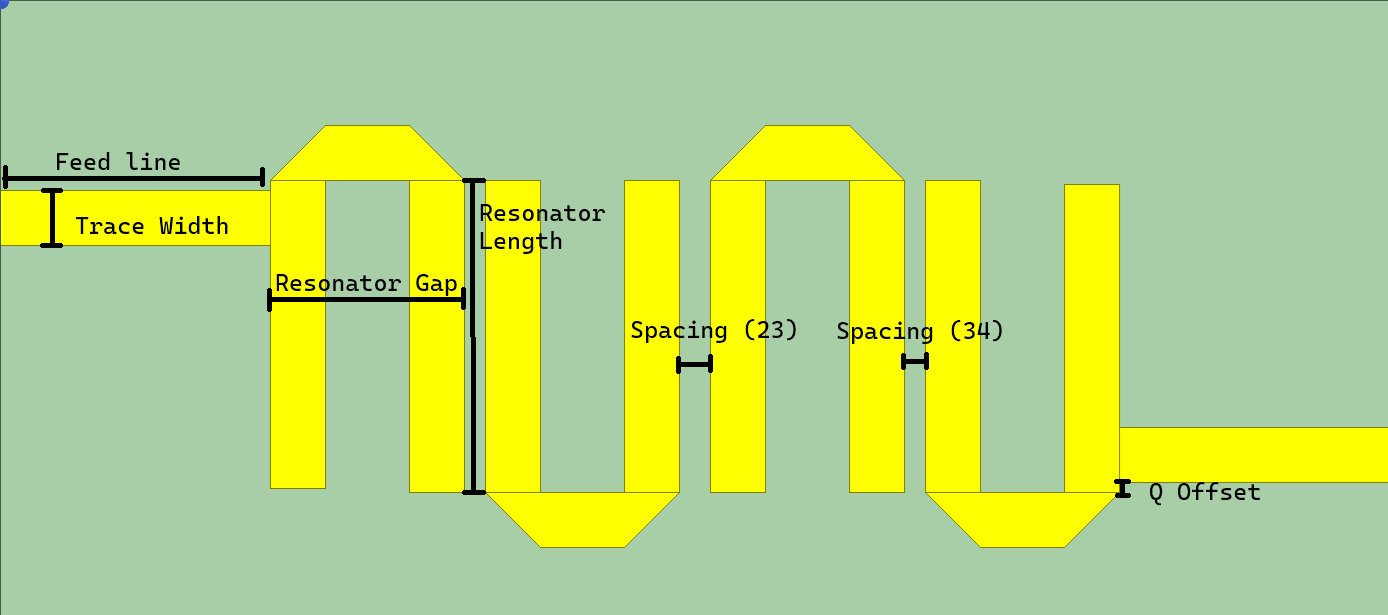 Feed line
Trace Width
Resonator
Length
Resonator Gap
Spacing (23)
Spacing (34)
Q Offset